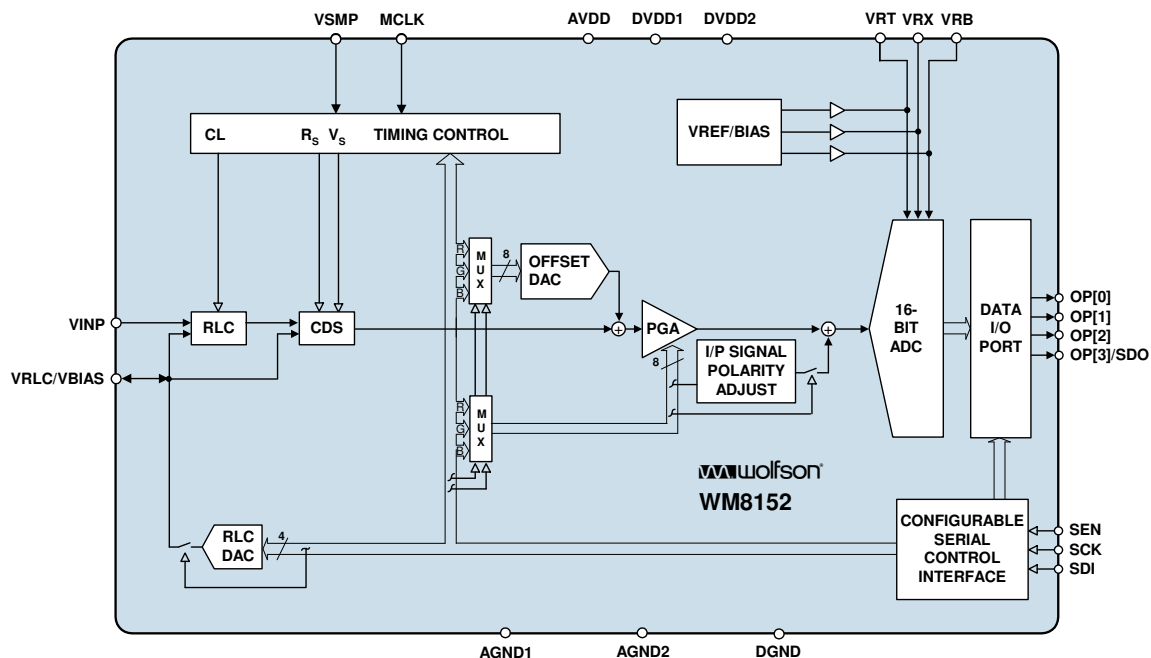 VSMP MCLK AVDD DVDD1 DVDD2 VRT VRX VRB
CL RS VS TIMING CONTROL
VREF/BIAS
R
G
B
MUX
8
OFFSET
DAC
VINP
RLC
CDS
PGA
8
I/P SIGNAL
POLARITY
ADJUST
16-
BIT
ADC
DATA
I/O
PORT
OP[0]
OP[1]
OP[2]
OP[3]/SDO
VRLC/VBIAS
R
G
B
MUX
wolfson
WM8152
RLC
DAC
4
CONFIGURABLE
SERIAL
CONTROL
INTERFACE
SEN
SCK
SDI
AGND1 AGND2 DGND